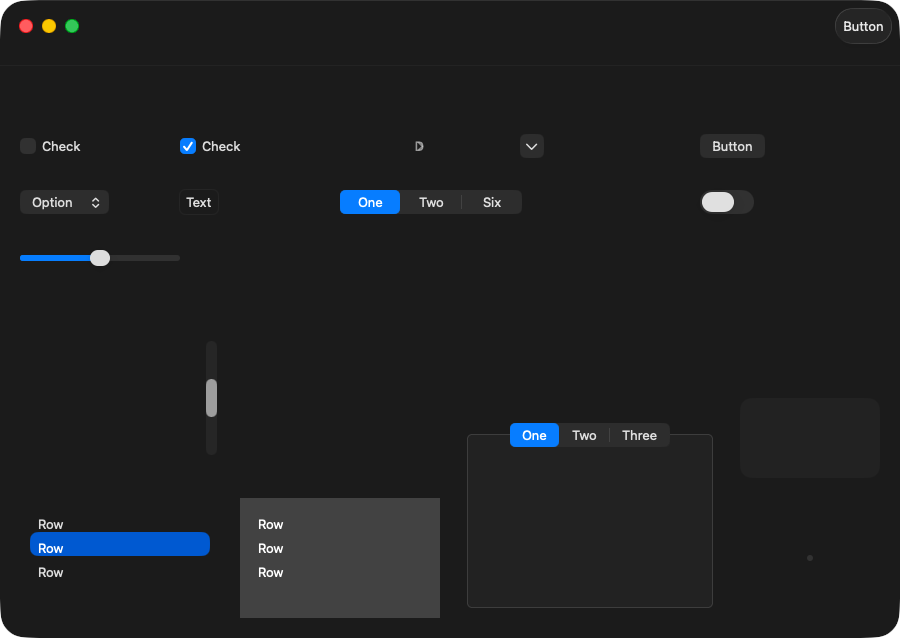 Button
Check
Check
Button
Option
Text
One
Two
Six
One
Two
Three
Row
Row
Row
Row
Row
Row